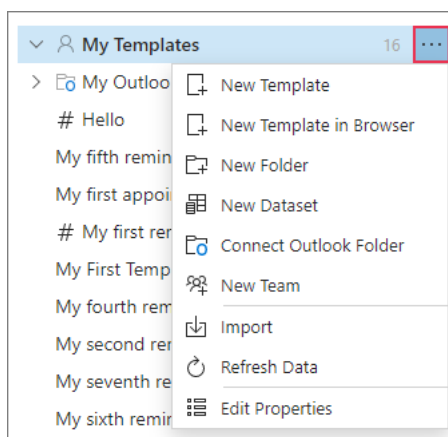 My Templates 16 ...
My Outloo
# Hello
My fifth remin
My first appoi
# My first rer
My First Temp
My fourth rem
My second rer
My seventh re
My sixth remir
New Template
New Template in Browser
New Folder
New Dataset
Connect Outlook Folder
New Team
Import
Refresh Data
Edit Properties